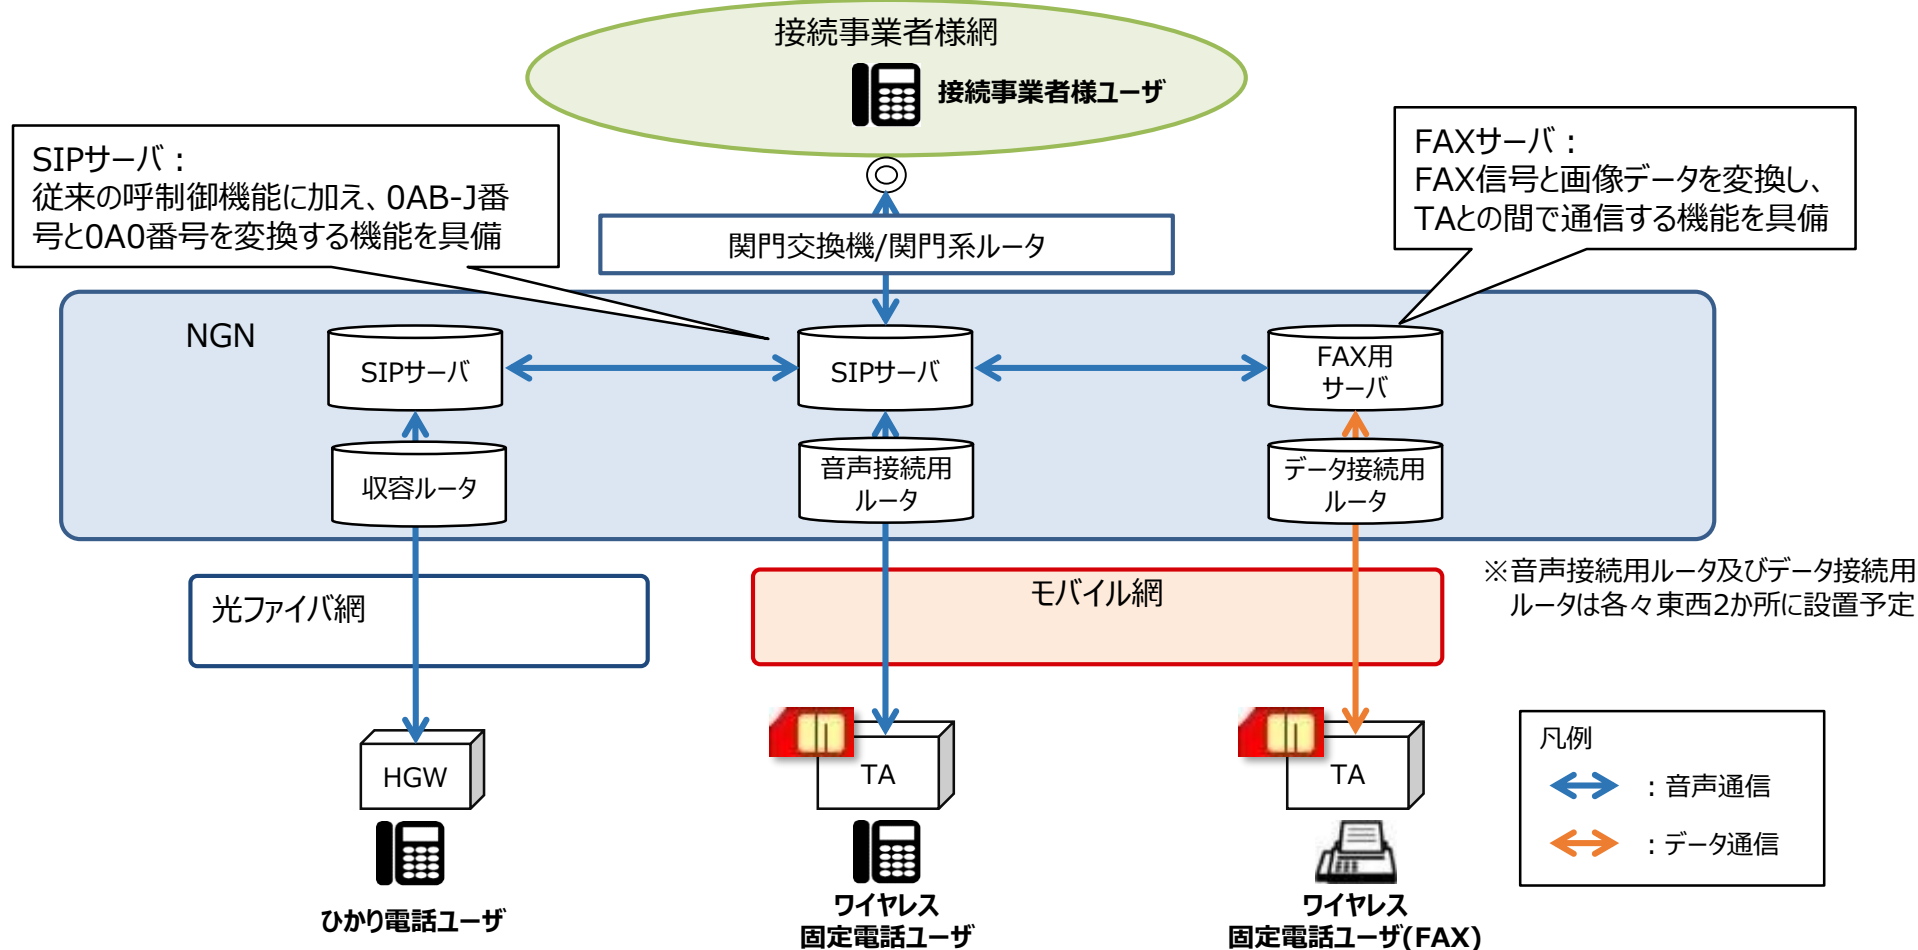 接続事業者様網
接続事業者様ユーザ
SIPサーバ：
従来の呼制御機能に加え、0AB-J番
号と0A0番号を変換する機能を具備
FAXサーバ：
FAX信号と画像データを変換し、
TAとの間で通信する機能を具備
関門交換機/関門系ルータ
NGN
SIPサーバ
SIPサーバ
FAX用
サーバ
収容ルータ
音声接続用
ルータ
データ接続用
ルータ
光ファイバ網
モバイル網
※音声接続用ルータ及びデータ接続用
ルータは各々東西2か所に設置予定
HGW
TA
TA
凡例
：音声通信
：データ通信
ひかり電話ユーザ
ワイヤレス
固定電話ユーザ
ワイヤレス
固定電話ユーザ(FAX)